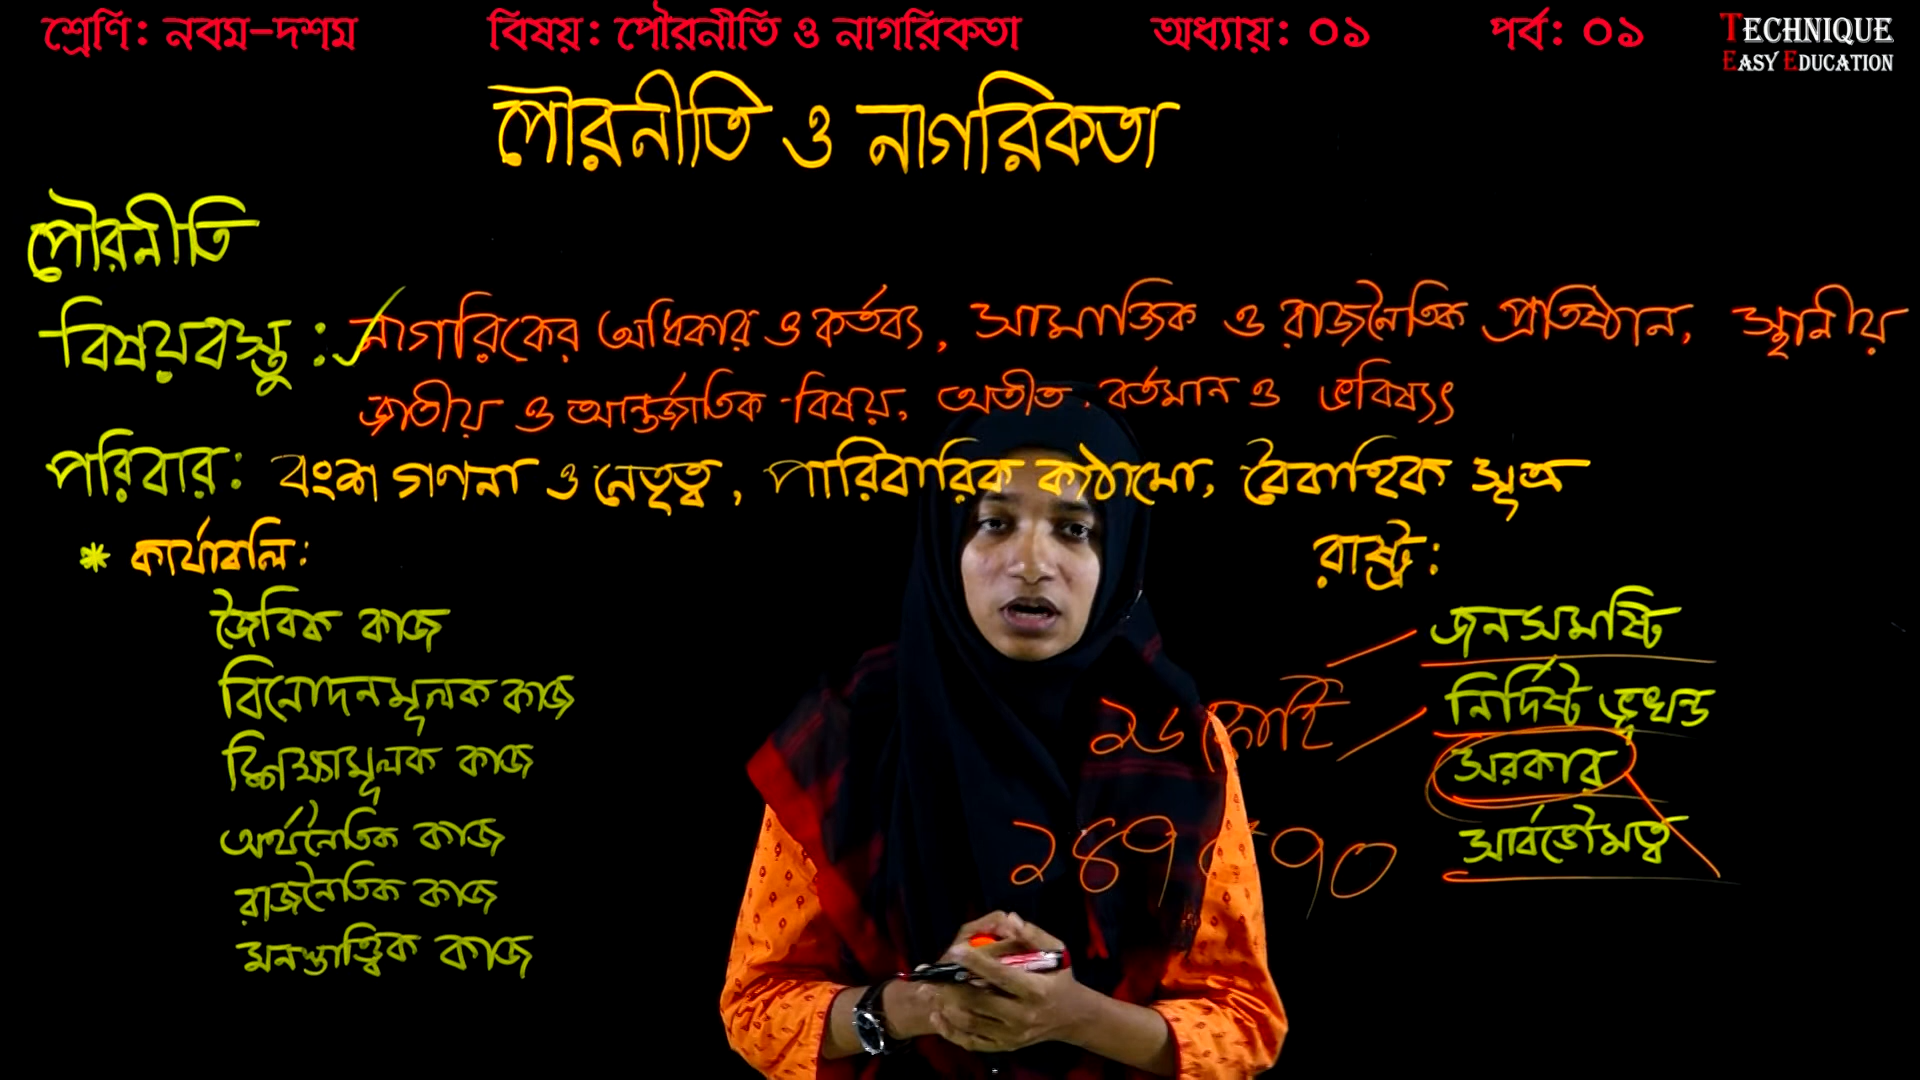 শ্রেণি: নবম-দশম বিষয়: পৌরনীতি ও নাগরিকতা অধ্যায়: ০১ পর্ব: ০১
TECHNIQUE
EASY EDUCATION
পৌরনীতি ও নাগরিকতা
পৌরনীতি
বিষয়বস্তু: নাগরিকের অধিকার ও কর্তব্য, সামাজিক ও রাজনৈতিক প্রতিষ্ঠান, স্থানীয়
জাতীয় ও আন্তর্জাতিক বিষয়, অতীত, বর্তমান ও ভবিষ্যৎ
পরিবার: বংশ গণনা ও নেতৃত্ব, পারিবারিক কাঠামো, বৈবাহিক সূত্র
* কার্যাবলি:
জৈবিক কাজ
বিনোদনমূলক কাজ
শিক্ষামূলক কাজ
অর্থনৈতিক কাজ
রাজনৈতিক কাজ
মনস্তাত্ত্বিক কাজ
রাষ্ট্র:
জনসমষ্টি
নির্দিষ্ট ভূখন্ড
সরকার
সার্বভৌমত্ব
১৬ কোটি